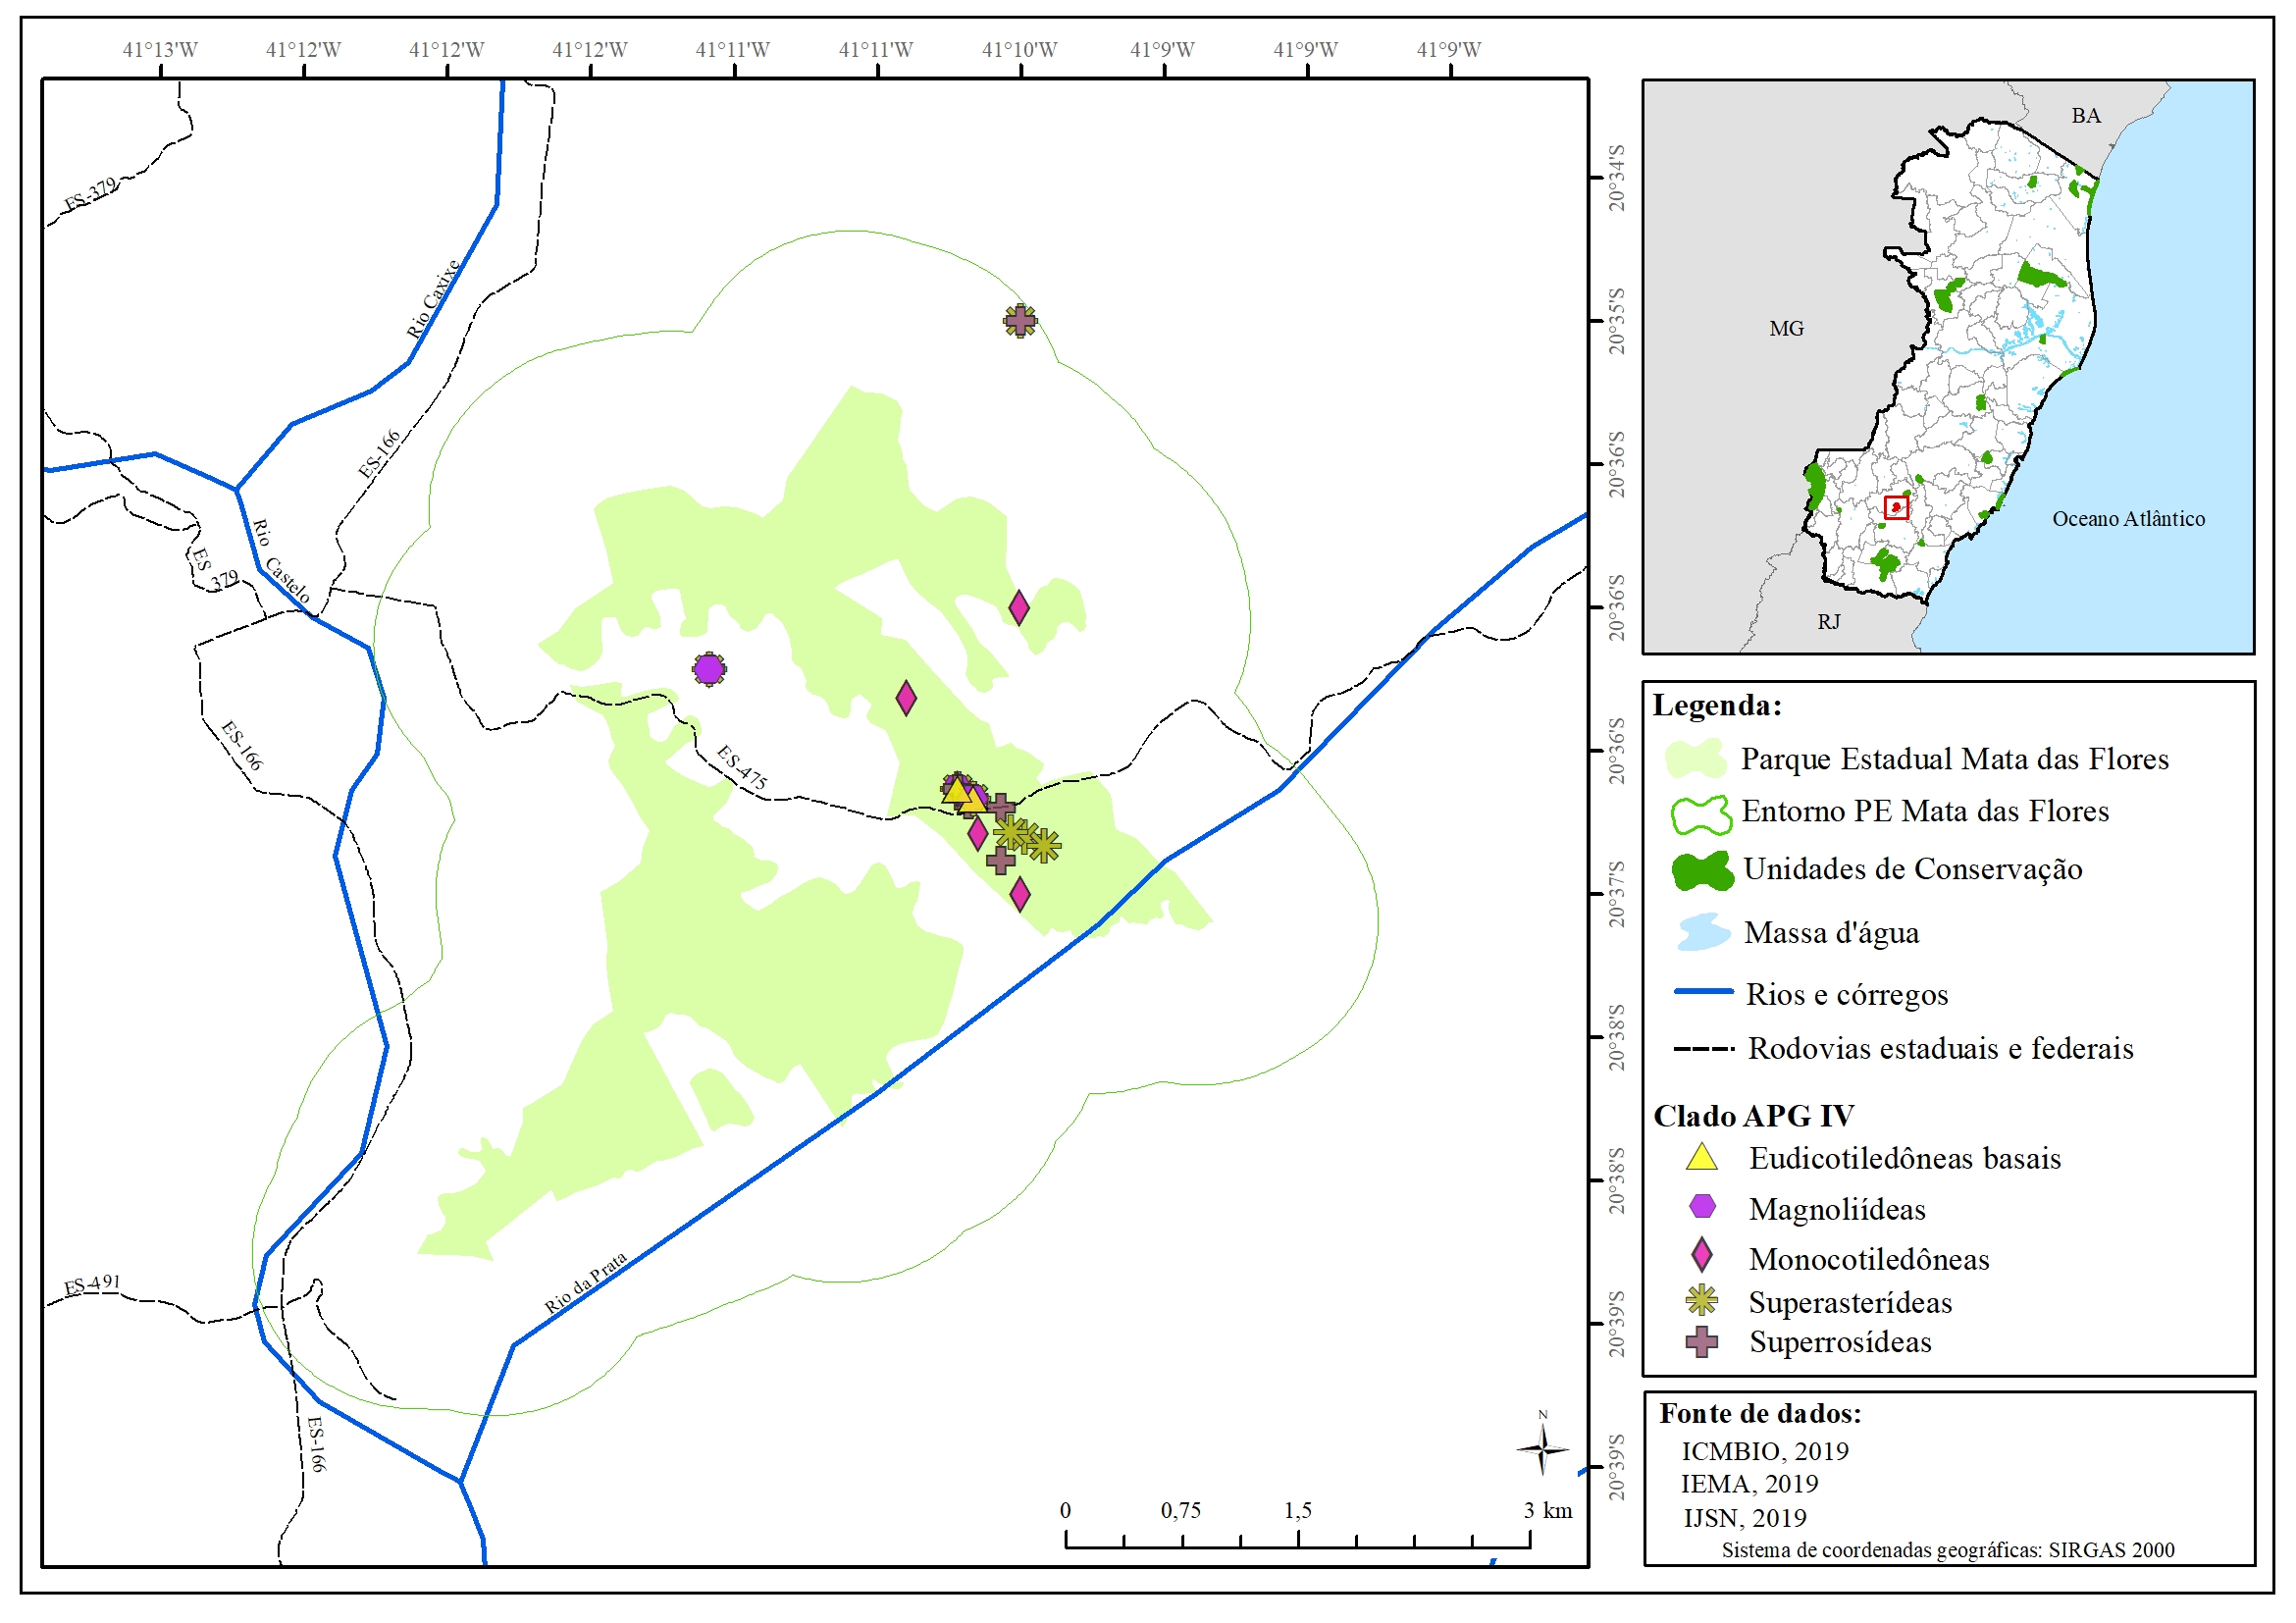 41°13'W 41°12'W 41°12'W 41°12'W 41°11'W 41°11'W 41°10'W 41°9'W 41°9'W 41°9'W
20°34'S
20°35'S
20°36'S
20°36'S
20°36'S
20°37'S
20°38'S
20°38'S
20°39'S
20°39'S
ES-379
Rio Caixe
ES-166
Rio Castelo
ES 379
ES-166
ES-475
Rio da Prata
ES-491
ES-166
N
0 0,75 1,5 3 km
BA
MG
Oceano Atlântico
RJ
Legenda:
Parque Estadual Mata das Flores
Entorno PE Mata das Flores
Unidades de Conservação
Massa d'água
Rios e córregos
Rodovias estaduais e federais
Clado APG IV
Eudicotiledôneas basais
Magnoliídeas
Monocotiledôneas
Superasterídeas
Superrosídeas
Fonte de dados:
ICMBIO, 2019
IEMA, 2019
IJSN, 2019
Sistema de coordenadas geográficas: SIRGAS 2000